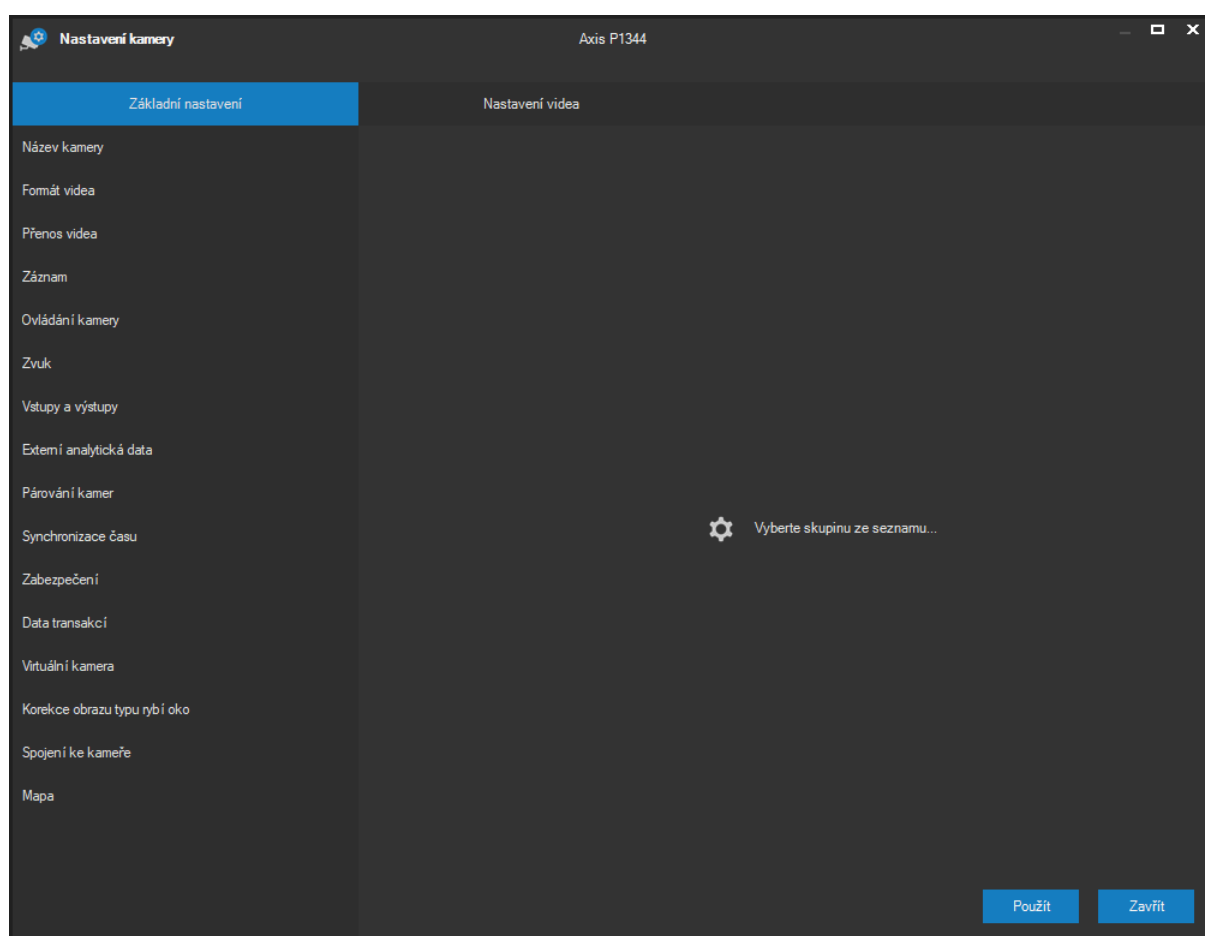 Nastavení kamery
Axis P1344
Základní nastavení
Nastavení videa
Název kamery
Formát videa
Přenos videa
Záznam
Ovládání kamery
Zvuk
Vstupy a výstupy
Externí analytická data
Párování kamer
Synchronizace času
Zabezpečení
Data transakcí
Virtuální kamera
Korekce obrazu typu rybí oko
Spojení ke kameře
Mapa
Vyberte skupinu ze seznamu...
Použít
Zavřít